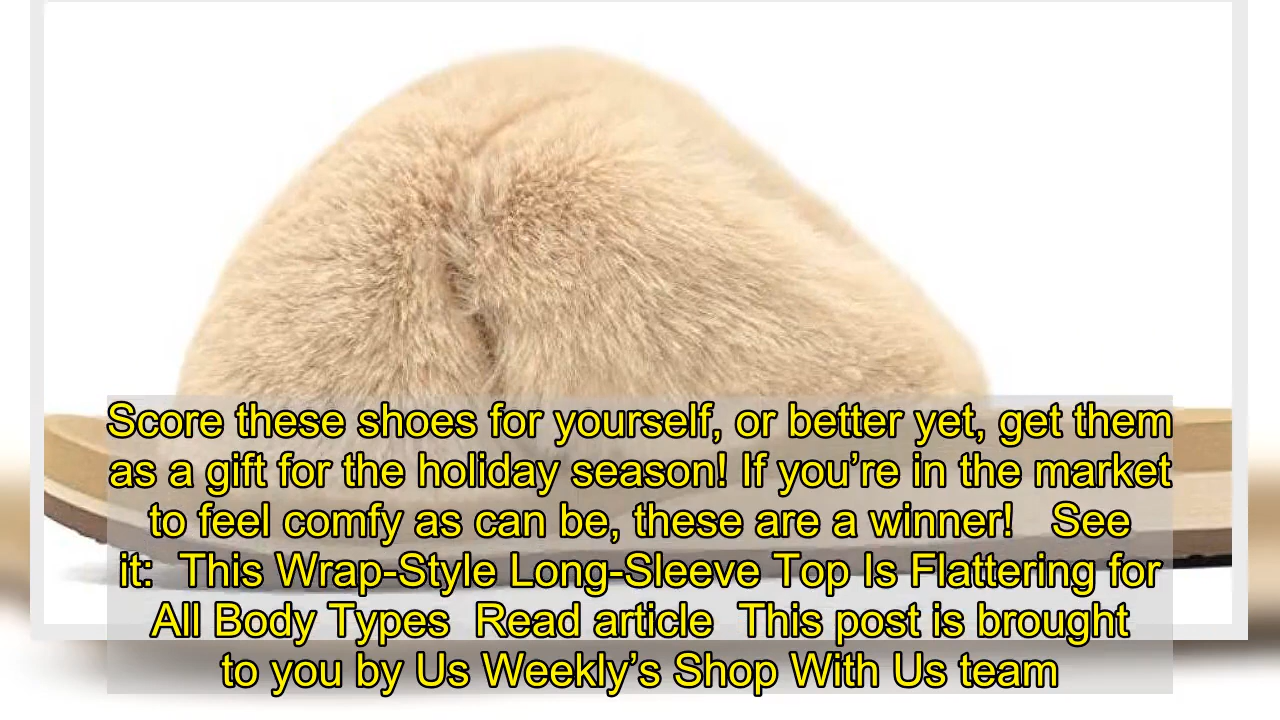 Score these shoes for yourself, or better yet, get them
as a gift for the holiday season! If you’re in the market
to feel comfy as can be, these are a winner!   See
it:  This Wrap-Style Long-Sleeve Top Is Flattering for
All Body Types  Read article  This post is brought
to you by Us Weekly’s Shop With Us team